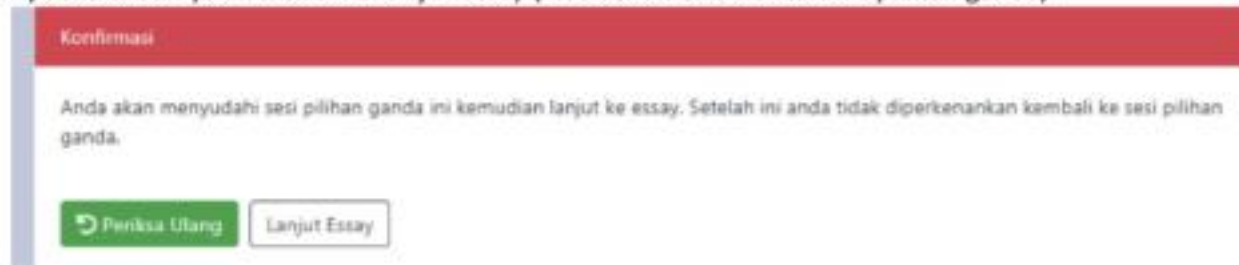 Konfirmasi
Anda akan menyudahi sesi pilihan ganda ini kemudian lanjut ke essay. Setelah ini anda tidak diperkenankan kembali ke sesi pilihan
ganda.
Periksa Ulang
Lanjut Essay